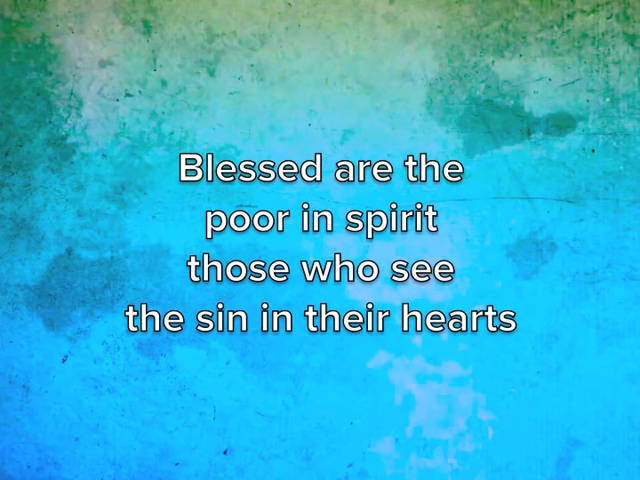 Blessed are the
poor in spirit
those who see
the sin in their hearts